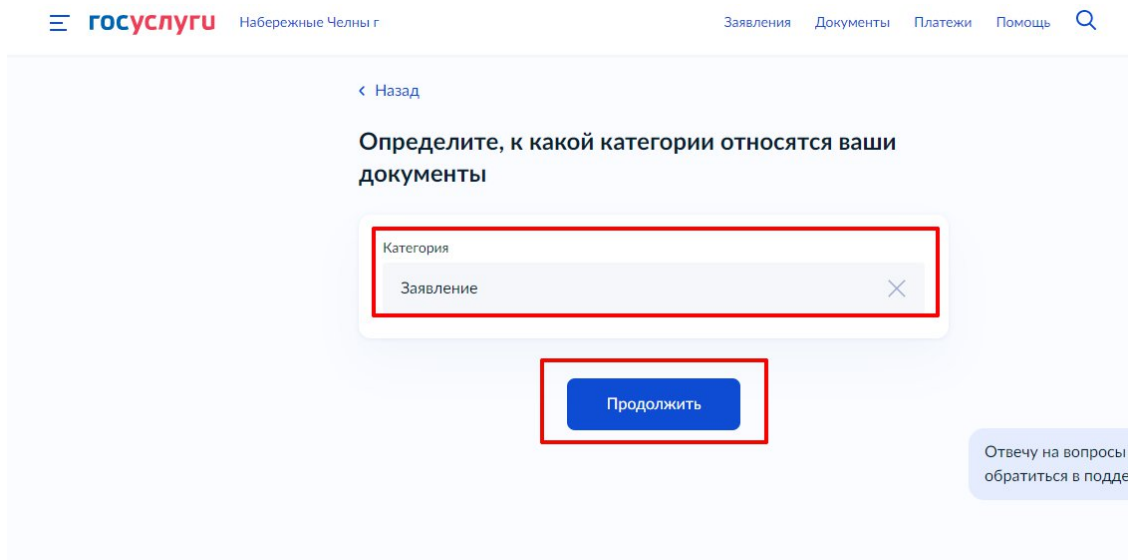 госуслуги Набережные Челны г Заявления Документы Платежи Помощь
Назад
Определите, к какой категории относятся ваши
документы
Категория
Заявление
Продолжить
Отвечу на вопросы
обратиться в